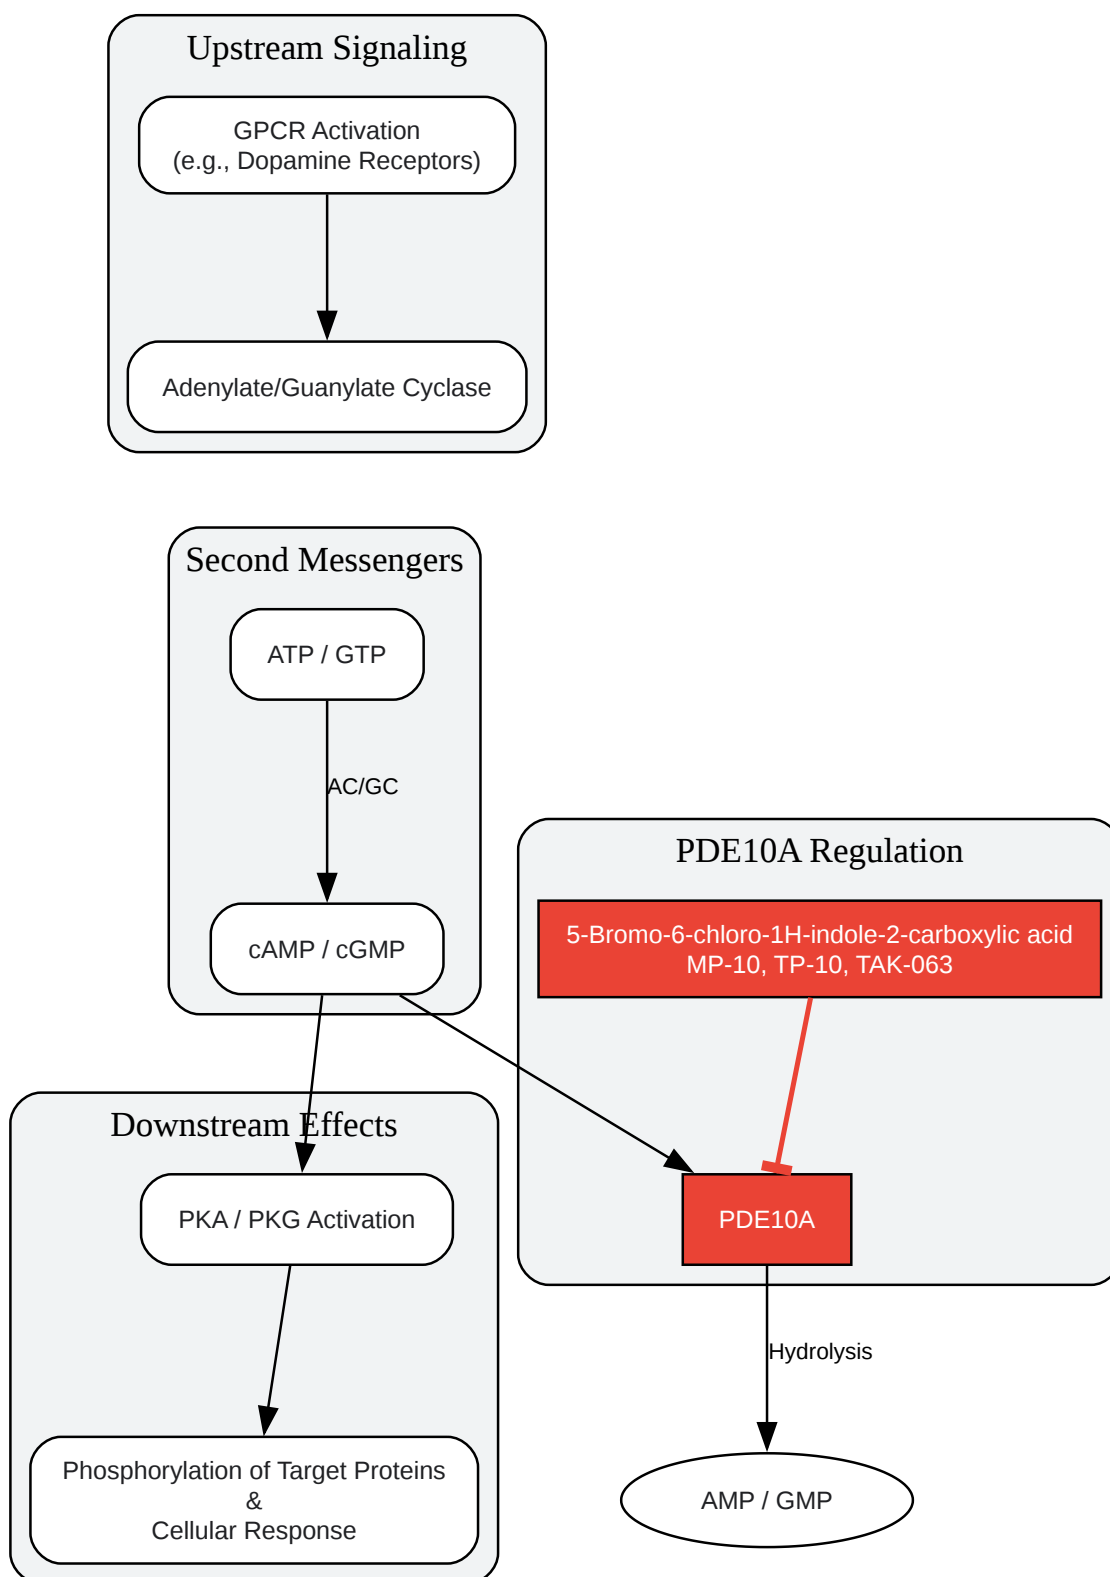 Upstream Signaling
GPCR Activation
(e.g., Dopamine Receptors)
Adenylate/Guanylate Cyclase
Second Messengers
ATP / GTP
AC/GC
cAMP / cGMP
PDE10A Regulation
5-Bromo-6-chloro-1H-indole-2-carboxylic acid
MP-10, TP-10, TAK-063
PDE10A
Downstream Effects
PKA / PKG Activation
Phosphorylation of Target Proteins
&
Cellular Response
Hydrolysis
AMP / GMP